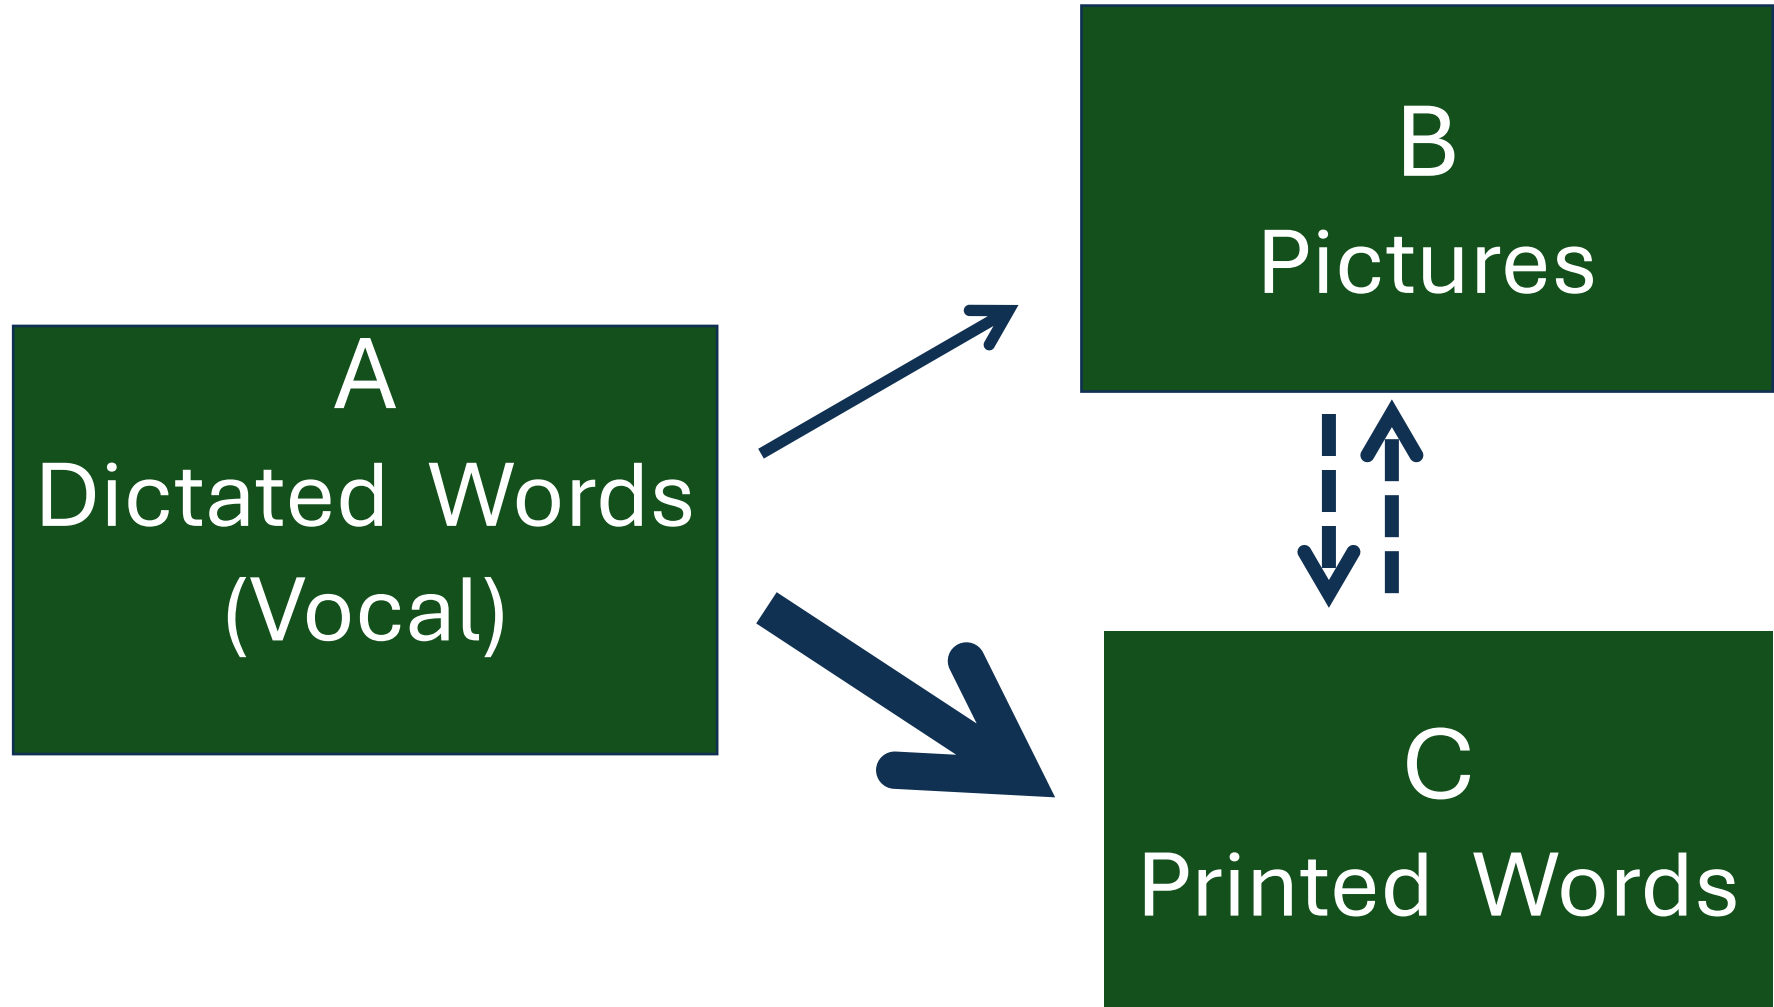 A
Dictated Words
(Vocal)
B
Pictures
C
Printed Words